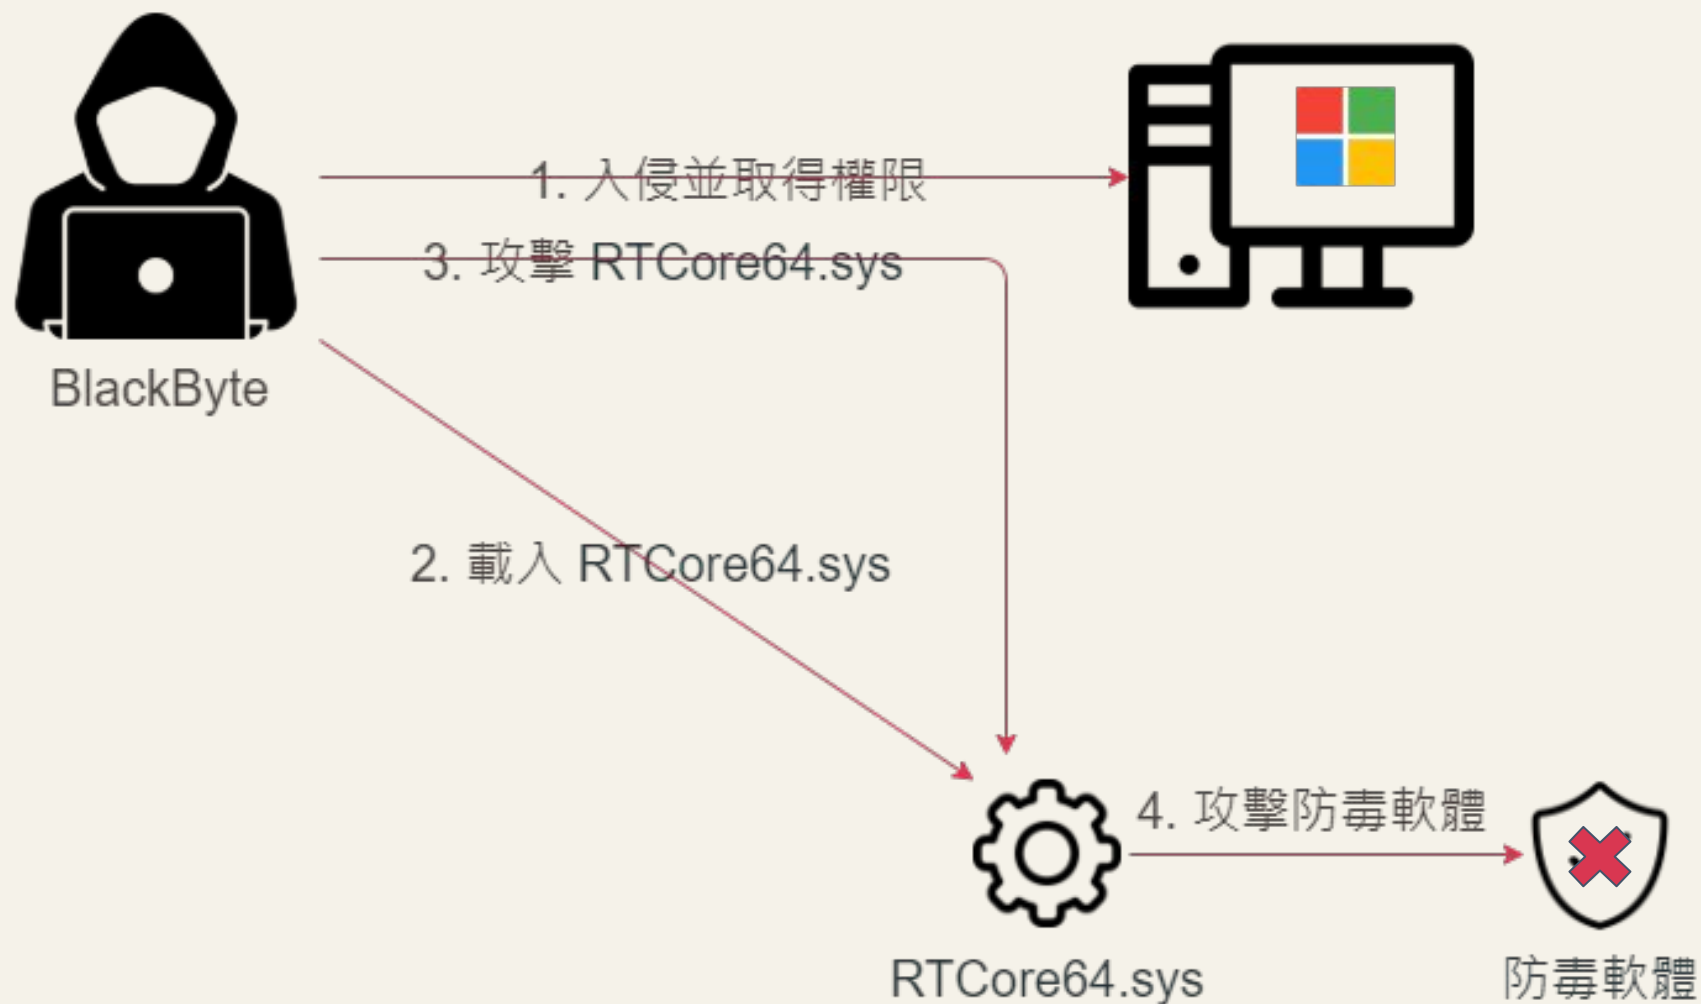 1. 入侵並取得權限
3. 攻擊 RTCore64.sys
BlackByte
2. 載入 RTCore64.sys
4. 攻擊防毒軟體
RTCore64.sys
防毒軟體